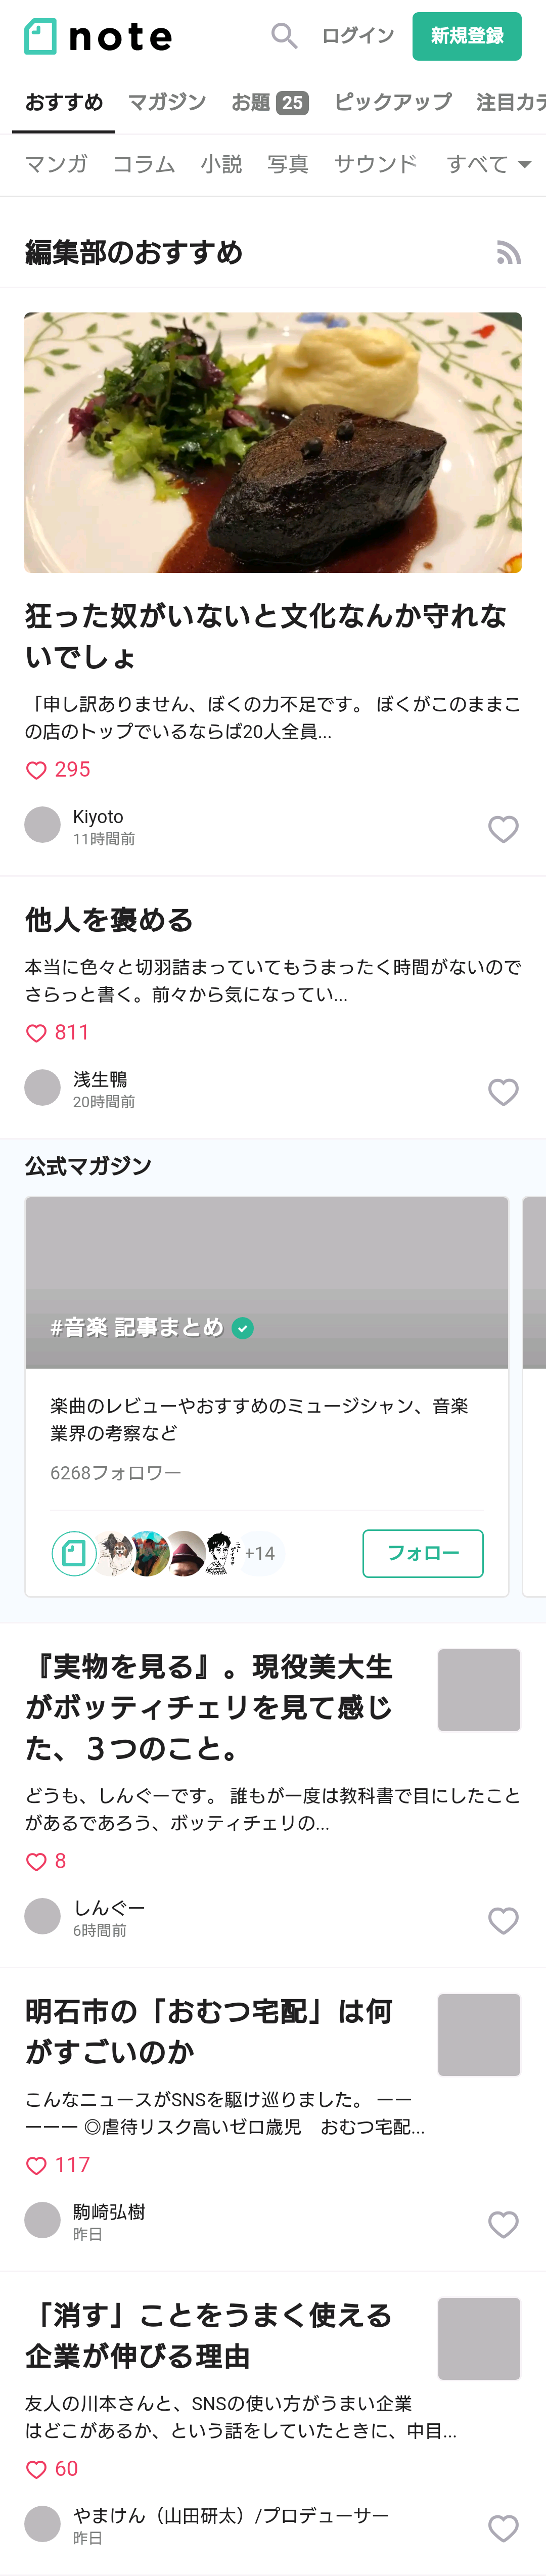 note
ログイン
新規登録
おすすめ マガジン お題 25 ピックアップ 注目カテ
マンガ コラム 小説 写真 サウンド すべて
編集部のおすすめ
狂った奴がいないと文化なんか守れな
いでしょ
「申し訳ありません、ぼくの力不足です。 ぼくがこのままこ
の店のトップでいるならば20人全員...
295
Kiyoto
11時間前
他人を褒める
本当に色々と切羽詰まっていてもうまったく時間がないので
さらっと書く。前々から気になってい...
811
浅生鴨
20時間前
公式マガジン
#音楽 記事まとめ
楽曲のレビューやおすすめのミュージシャン、音楽
業界の考察など
6268フォロワー
+14
フォロー
『実物を見る』。現役美大生
がボッティチェリを見て感じ
た、３つのこと。
どうも、しんぐーです。 誰もが一度は教科書で目にしたこと
があるであろう、ボッティチェリの...
8
しんぐー
6時間前
明石市の「おむつ宅配」は何
がすごいのか
こんなニュースがSNSを駆け巡りました。 ーー
ーーー ◎虐待リスク高いゼロ歳児　おむつ宅配...
117
駒崎弘樹
昨日
「消す」ことをうまく使える
企業が伸びる理由
友人の川本さんと、SNSの使い方がうまい企業
はどこがあるか、という話をしていたときに、中目...
60
やまけん（山田研太）/プロデューサー
昨日